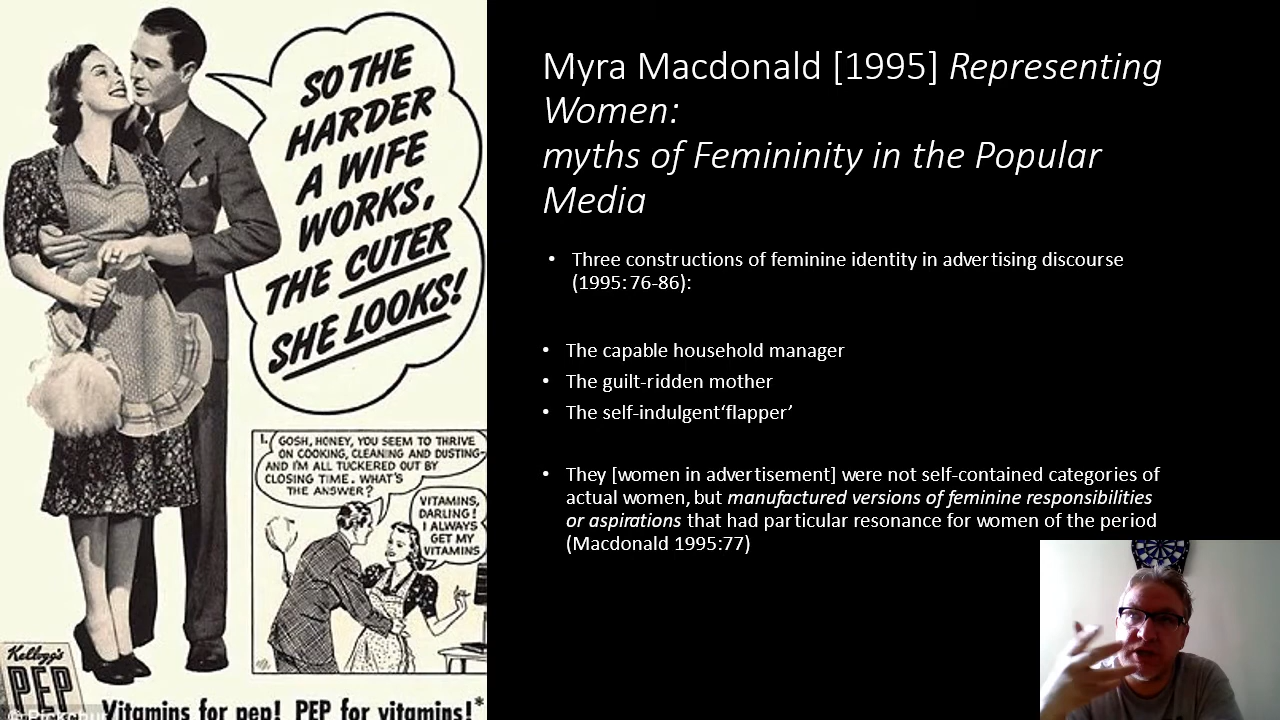 SO THE
HARDER
A WIFE
WORKS,
THE CUTER
SHE LOOKS!
1.
GOSH, HONEY, YOU SEEM TO THRIVE
ON COOKING, CLEANING AND DUSTING-
AND I'M ALL TUCKERED OUT BY
CLOSING TIME. WHAT'S
THE ANSWER?
VITAMINS,
DARLING!
I ALWAYS
GET MY
VITAMINS
Kellogg's
PEP
Vitamins for pep! PEP for vitamins!*
Myra Macdonald [1995] Representing
Women:
myths of Femininity in the Popular
Media
• Three constructions of feminine identity in advertising discourse
(1995: 76-86):
• The capable household manager
• The guilt-ridden mother
• The self-indulgent‘flapper’
• They [women in advertisement] were not self-contained categories of
actual women, but manufactured versions of feminine responsibilities
or aspirations that had particular resonance for women of the period
(Macdonald 1995:77)